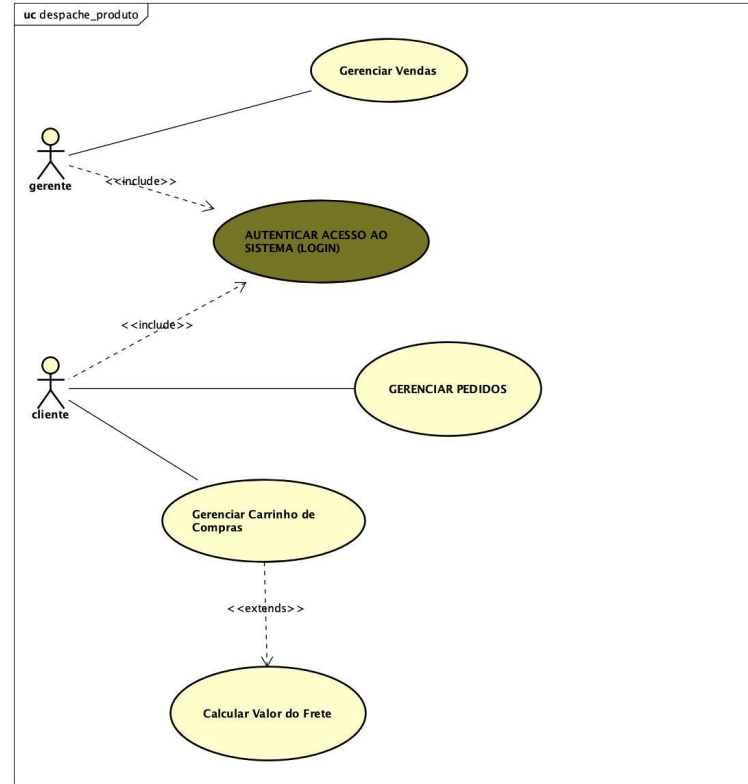 uc despache_produto
Gerenciar Vendas
gerente
<<include>>
AUTENTICAR ACESSO AO
SISTEMA (LOGIN)
<<include>>
cliente
GERENCIAR PEDIDOS
Gerenciar Carrinho de
Compras
<<extends>>
Calcular Valor do Frete